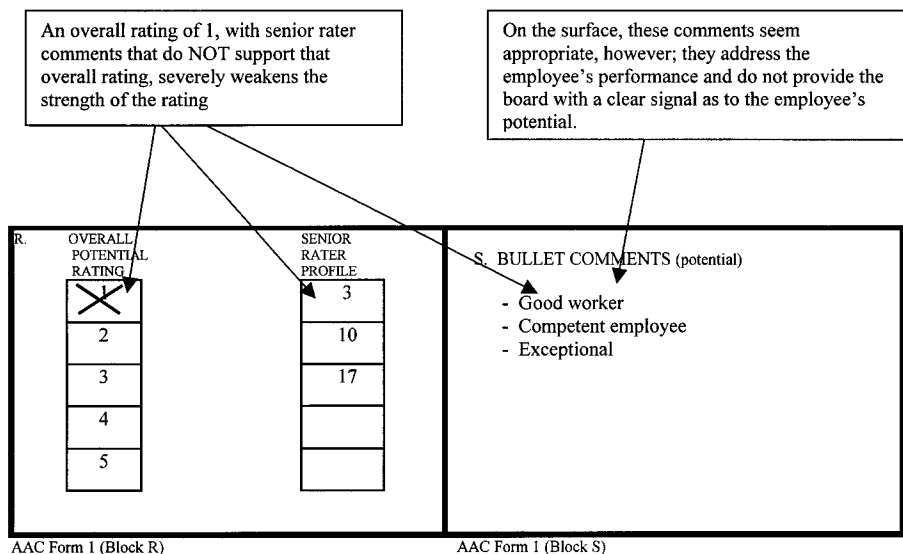 An overall rating of 1, with senior rater
comments that do NOT support that
overall rating, severely weakens the
strength of the rating
On the surface, these comments seem
appropriate, however; they address the
employee's performance and do not provide the
board with a clear signal as to the employee's
potential.
R.
OVERALL
POTENTIAL
RATING
1
2
3
4
5
SENIOR
RATER
PROFILE
3
10
17
S. BULLET COMMENTS (potential)
- Good worker
- Competent employee
- Exceptional
AAC Form 1 (Block R)
AAC Form 1 (Block S)